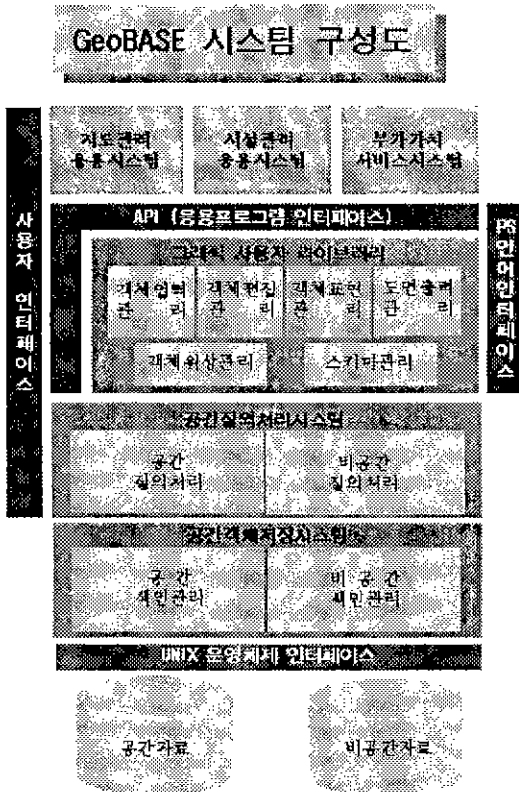 GeoBASE 시스템 구성도
지도관리
응용시스템
시설관리
응용시스템
부가가치
서비스시스템
사용자 인터페이스
API (응용프로그램 인터페이스)
PG언어인터페이스
그래픽 사용자 라이브러리
객체입력
관 리
객체편집
관 리
객체표현
관 리
도면출력
관 리
객체위상관리
스키마관리
공간질의처리시스템
공간
질의처리
비공간
질의처리
공간객체저장시스템
공 간
색인관리
비 공 간
색인관리
UNIX 운영체제 인터페이스
공간자료
비공간자료